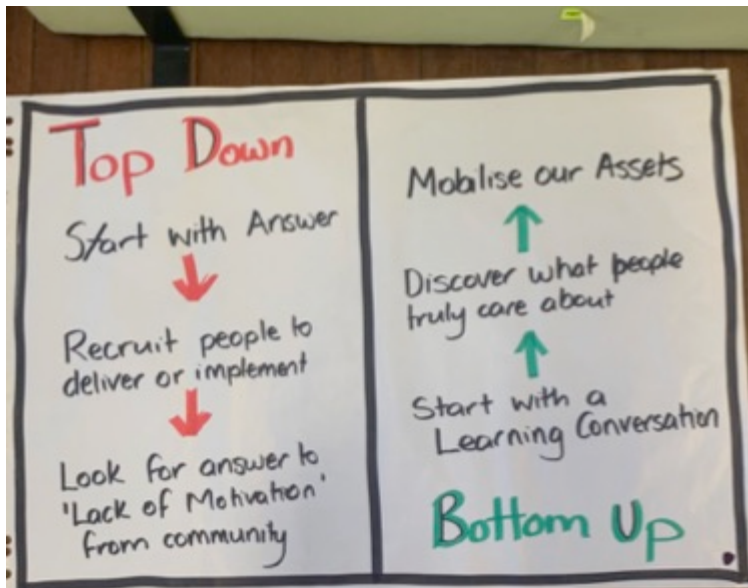 Top Down
Start with Answer
Recruit people to
deliver or implement
Look for answer to
'Lack of Motivation'
from community
Mobilise our Assets
Discover what people
truly care about
Start with a
Learning Conversation
Bottom Up